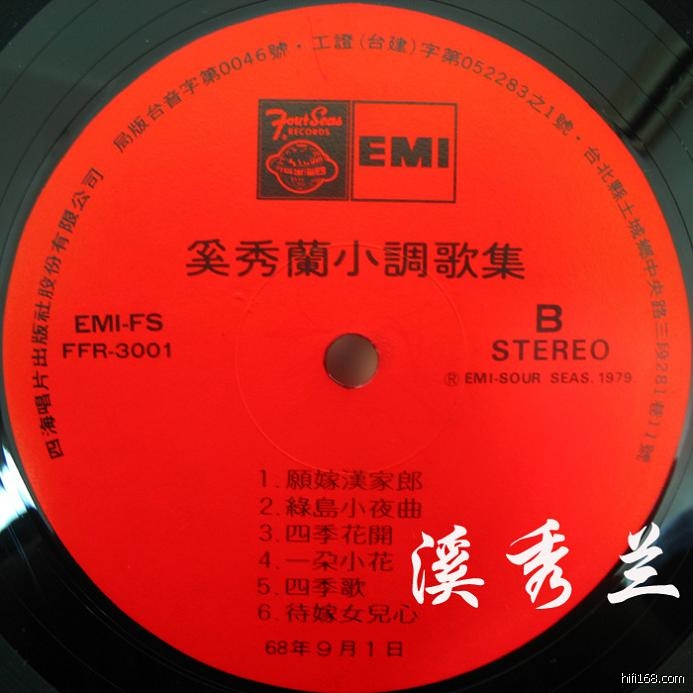 局版台音字第0046號·工證(台建)字第052283之1號·台北縣土城鄉中央路三段281巷11號
四海唱片出版社股份有限公司
Four Seas
RECORDS
EMI
奚秀蘭小調歌集
EMI-FS
FFR-3001
B
STEREO
Ⓡ EMI-SOUR SEAS. 1979.
1. 願嫁漢家郎
2. 綠島小夜曲
3. 四季花開
4. 一朶小花
5. 四季歌
6. 待嫁女兒心
68年9月1日
溪秀兰
hifi168.com